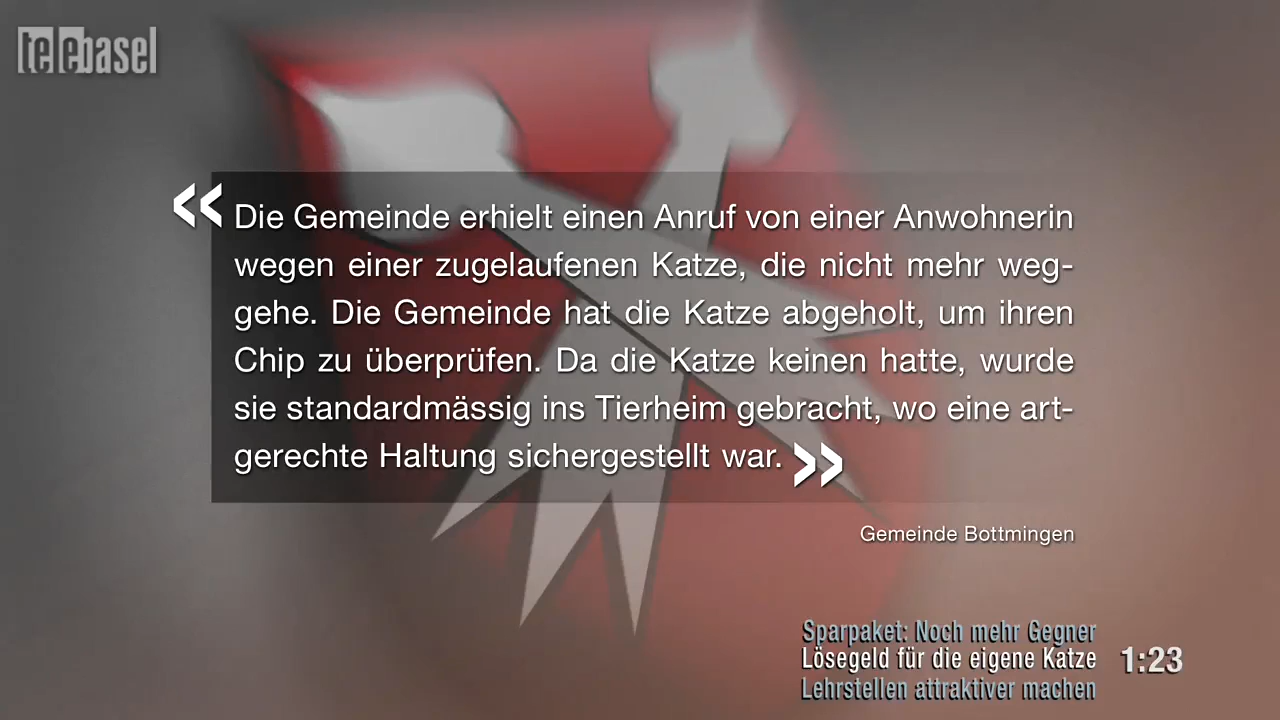 telebasel
« Die Gemeinde erhielt einen Anruf von einer Anwohnerin
wegen einer zugelaufenen Katze, die nicht mehr weg-
gehe. Die Gemeinde hat die Katze abgeholt, um ihren
Chip zu überprüfen. Da die Katze keinen hatte, wurde
sie standardmässig ins Tierheim gebracht, wo eine art-
gerechte Haltung sichergestellt war. »
Gemeinde Bottmingen
Sparpaket: Noch mehr Gegner
Lösegeld für die eigene Katze 1:23
Lehrstellen attraktiver machen